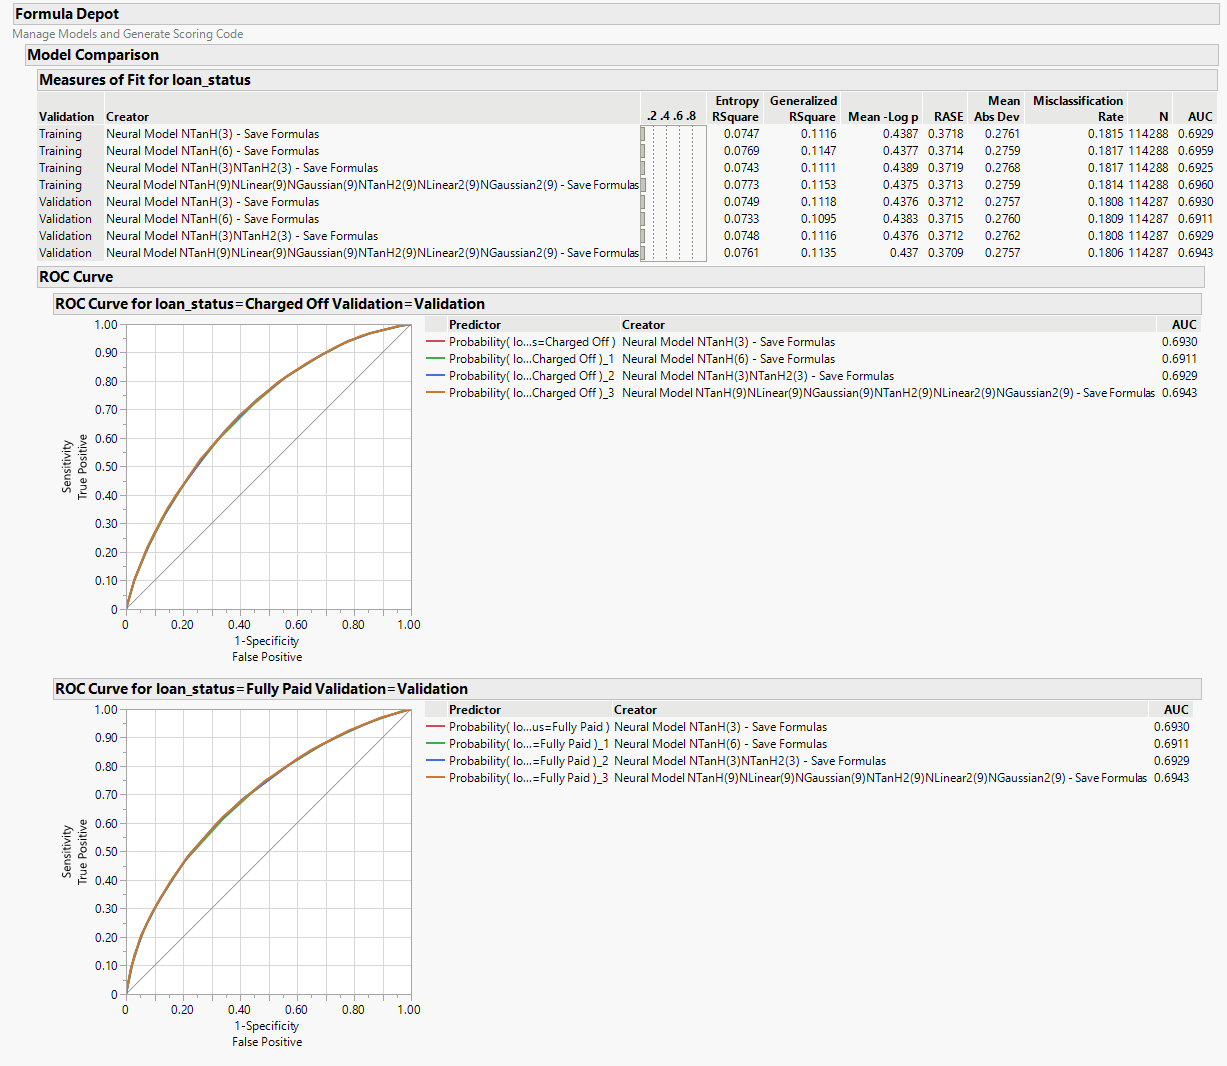 Formula Depot
Manage Models and Generate Scoring Code
Model Comparison
Measures of Fit for loan_status
Validation Creator .2 .4 .6 .8 Entropy RSquare Generalized RSquare Mean -Log p RASE Mean Abs Dev Misclassification Rate N AUC
Training Neural Model NTanH(3) - Save Formulas 0.0747 0.1116 0.4387 0.3718 0.2761 0.1815 114288 0.6929
Training Neural Model NTanH(6) - Save Formulas 0.0769 0.1147 0.4377 0.3714 0.2759 0.1817 114288 0.6959
Training Neural Model NTanH(3)NTanH2(3) - Save Formulas 0.0743 0.1111 0.4389 0.3719 0.2768 0.1817 114288 0.6925
Training Neural Model NTanH(9)NLinear(9)NGaussian(9)NTanH2(9)NLinear2(9)NGaussian2(9) - Save Formulas 0.0773 0.1153 0.4375 0.3713 0.2759 0.1814 114288 0.6960
Validation Neural Model NTanH(3) - Save Formulas 0.0749 0.1118 0.4376 0.3712 0.2757 0.1808 114287 0.6930
Validation Neural Model NTanH(6) - Save Formulas 0.0733 0.1095 0.4383 0.3715 0.2760 0.1809 114287 0.6911
Validation Neural Model NTanH(3)NTanH2(3) - Save Formulas 0.0748 0.1116 0.4376 0.3712 0.2762 0.1808 114287 0.6929
Validation Neural Model NTanH(9)NLinear(9)NGaussian(9)NTanH2(9)NLinear2(9)NGaussian2(9) - Save Formulas 0.0761 0.1135 0.437 0.3709 0.2757 0.1806 114287 0.6943
ROC Curve
ROC Curve for loan_status=Charged Off Validation=Validation
Predictor Creator AUC
Probability( lo...s=Charged Off ) Neural Model NTanH(3) - Save Formulas 0.6930
Probability( lo...Charged Off )_1 Neural Model NTanH(6) - Save Formulas 0.6911
Probability( lo...Charged Off )_2 Neural Model NTanH(3)NTanH2(3) - Save Formulas 0.6929
Probability( lo...Charged Off )_3 Neural Model NTanH(9)NLinear(9)NGaussian(9)NTanH2(9)NLinear2(9)NGaussian2(9) - Save Formulas 0.6943
1.00
0.90
0.80
0.70
0.60
0.50
0.40
0.30
0.20
0.10
0
Sensitivity
True Positive
0 0.20 0.40 0.60 0.80 1.00
1-Specificity
False Positive
ROC Curve for loan_status=Fully Paid Validation=Validation
Predictor Creator AUC
Probability( lo...us=Fully Paid ) Neural Model NTanH(3) - Save Formulas 0.6930
Probability( lo...=Fully Paid )_1 Neural Model NTanH(6) - Save Formulas 0.6911
Probability( lo...=Fully Paid )_2 Neural Model NTanH(3)NTanH2(3) - Save Formulas 0.6929
Probability( lo...=Fully Paid )_3 Neural Model NTanH(9)NLinear(9)NGaussian(9)NTanH2(9)NLinear2(9)NGaussian2(9) - Save Formulas 0.6943
1.00
0.90
0.80
0.70
0.60
0.50
0.40
0.30
0.20
0.10
0
Sensitivity
True Positive
0 0.20 0.40 0.60 0.80 1.00
1-Specificity
False Positive